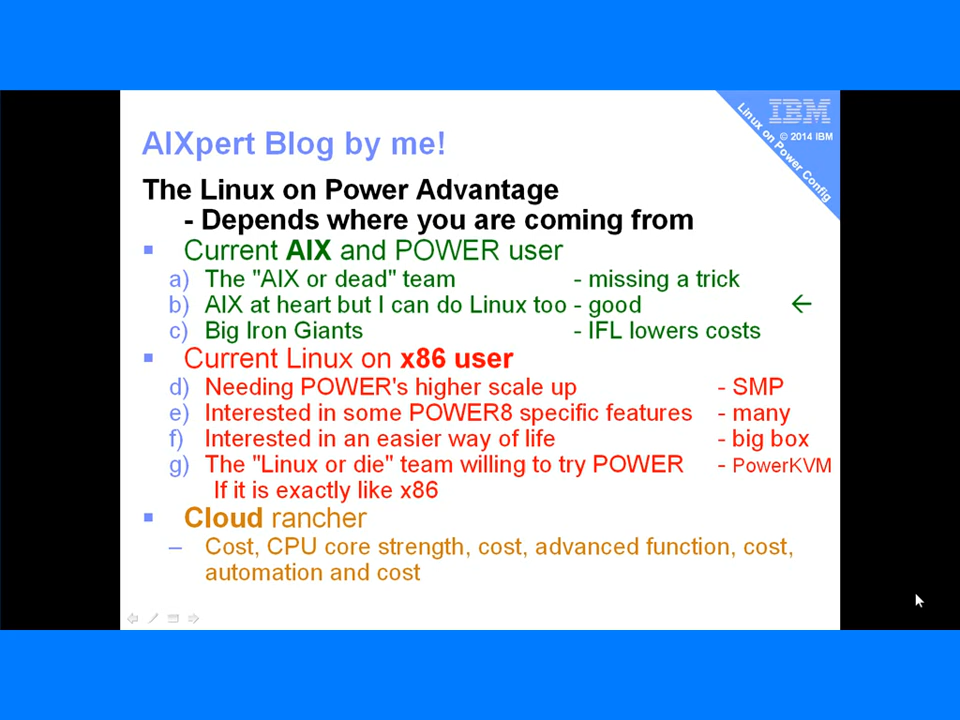 IBM
© 2014 IBM
Linux on Power Config
AIXpert Blog by me!
The Linux on Power Advantage
- Depends where you are coming from
Current AIX and POWER user
a) The "AIX or dead" team - missing a trick
b) AIX at heart but I can do Linux too - good ←
c) Big Iron Giants - IFL lowers costs
Current Linux on x86 user
d) Needing POWER's higher scale up - SMP
e) Interested in some POWER8 specific features - many
f) Interested in an easier way of life - big box
g) The "Linux or die" team willing to try POWER - PowerKVM
If it is exactly like x86
Cloud rancher
– Cost, CPU core strength, cost, advanced function, cost,
automation and cost